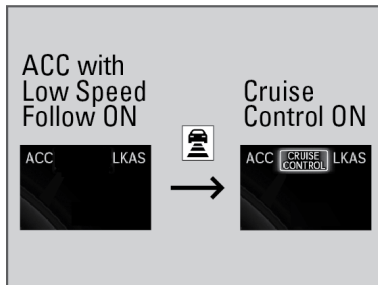 ACC with
Low Speed
Follow ON
Cruise
Control ON
ACC LKAS
ACC CRUISE CONTROL LKAS